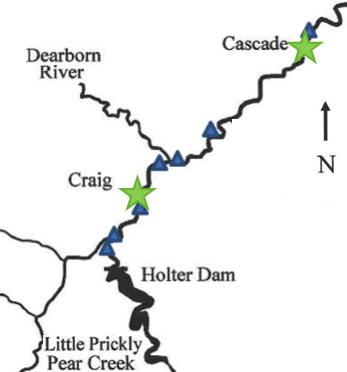 Cascade
Dearborn
River
N
Craig
Holter Dam
Little Prickly
Pear Creek